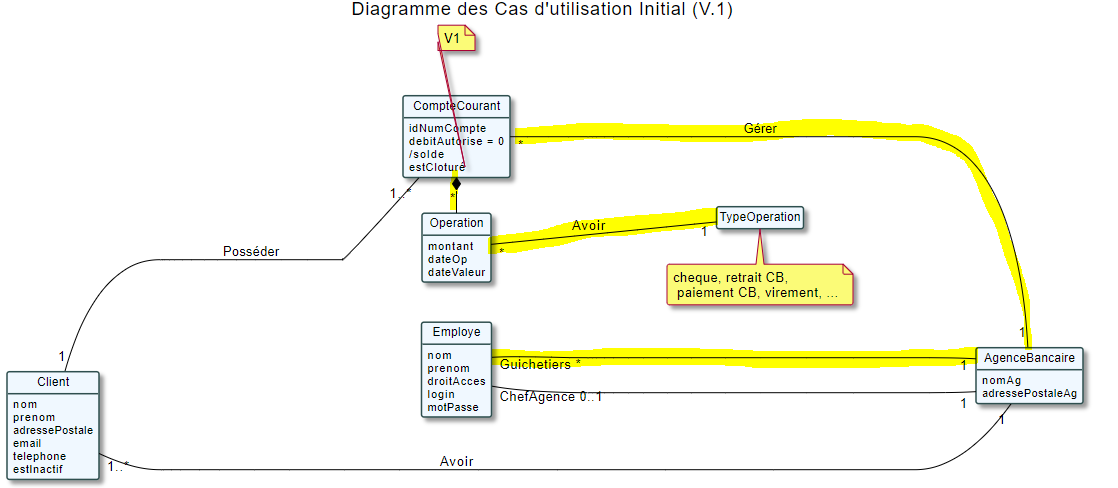 Diagramme des Cas d'utilisation Initial (V.1)
V1
CompteCourant
idNumCompte
debitAutorise = 0
/solde
estCloturé
*
Gérer
1
1..*
*
Operation
montant
dateOp
dateValeur
*
Avoir
1
TypeOperation
cheque, retrait CB,
paiement CB, virement, ...
Posséder
1
Employe
nom
prenom
droitAcces
login
motPasse
Guichetiers *
1
ChefAgence 0..1
1
AgenceBancaire
nomAg
adressePostaleAg
Client
nom
prenom
adressePostale
email
telephone
estInactif
1..*
Avoir
1